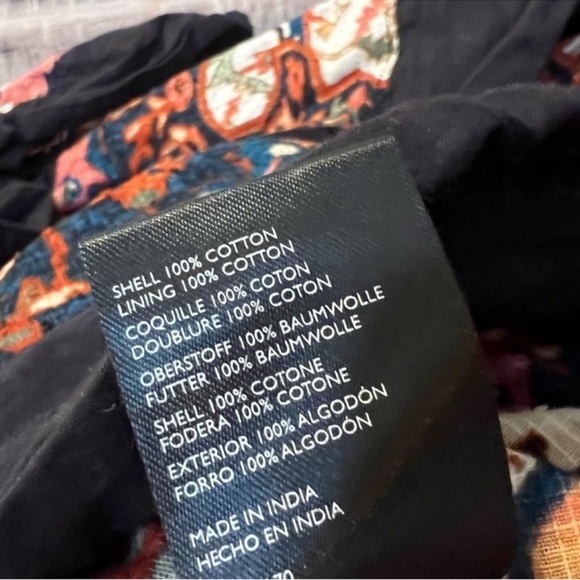 SHELL 100% COTTON
LINING 100% COTTON
COQUILLE 100% COTON
DOUBLURE 100% COTON
OBERSTOFF 100% BAUMWOLLE
FUTTER 100% BAUMWOLLE
SHELL 100% COTONE
FODERA 100% COTONE
EXTERIOR 100% ALGODÓN
FORRO 100% ALGODÓN
MADE IN INDIA
HECHO EN INDIA